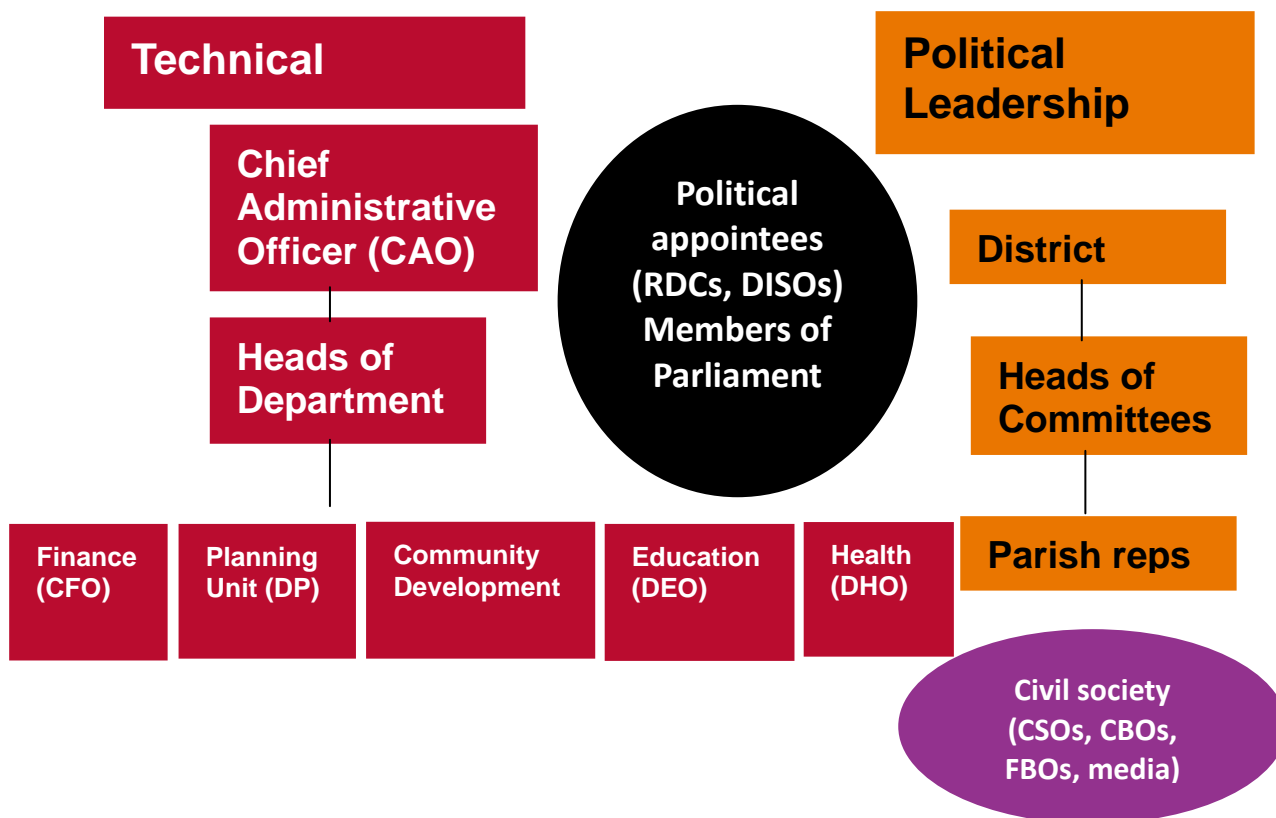 Technical
Chief
Administrative
Officer (CAO)
Heads of
Department
Finance
(CFO)
Planning
Unit (DP)
Community
Development
Education
(DEO)
Health
(DHO)
Political
appointees
(RDCs, DISOs)
Members of
Parliament
Political
Leadership
District
Heads of
Committees
Parish reps
Civil society
(CSOs, CBOs,
FBOs, media)